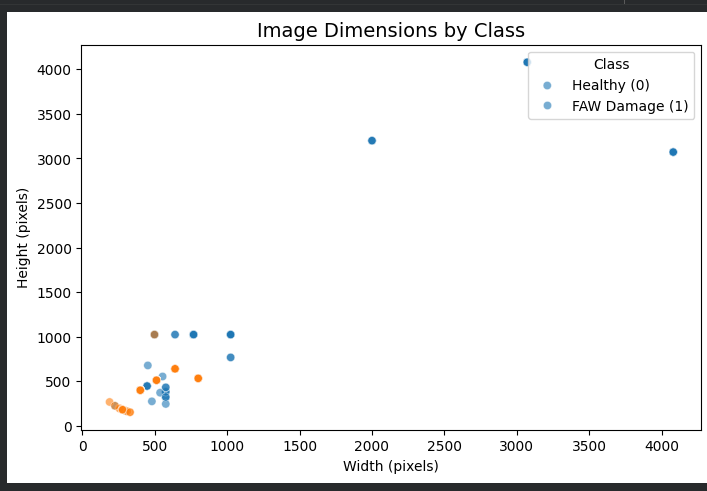 Image Dimensions by Class
Class
Healthy (0)
FAW Damage (1)
Height (pixels)
4000
3500
3000
2500
2000
1500
1000
500
0
0 500 1000 1500 2000 2500 3000 3500 4000
Width (pixels)